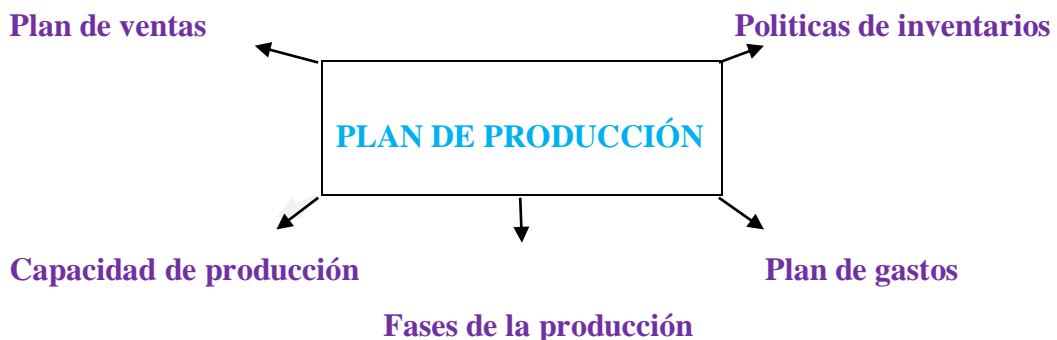 Plan de ventas
Politicas de inventarios
PLAN DE PRODUCCIÓN
Capacidad de producción
Plan de gastos
Fases de la producción